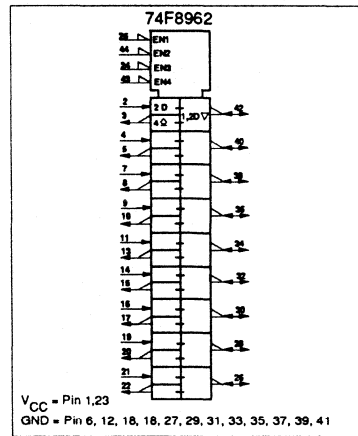 74F8962
EN1
44 EN2
EN3
EN4
2 2 D 1,2D ▽ 42
3 4 Ω
4 40
5
7
8
9 36
10
11 34
13
14 32
15
16 30
17
19 28
20
21 26
22
VCC = Pin 1,23
GND = Pin 6, 12, 18, 18, 27, 29, 31, 33, 35, 37, 39, 41